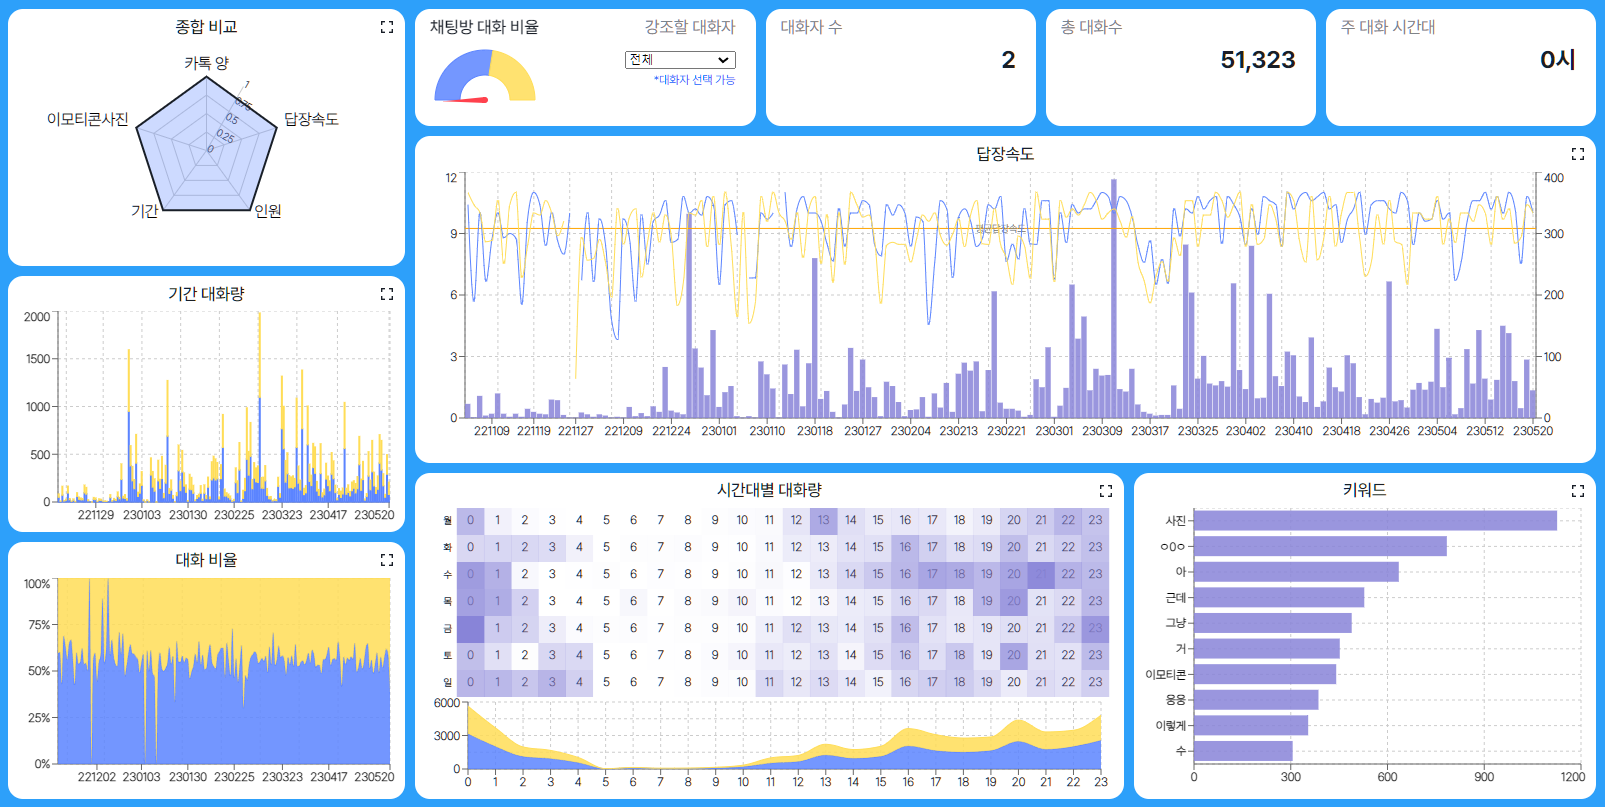 종합 비교
카톡 양
답장속도
인원
기간
이모티콘사진
1
0.75
0.5
0.25
0
채팅방 대화 비율
강조할 대화자
전체
*대화자 선택 가능
대화자 수
2
총 대화수
51,323
주 대화 시간대
0시
답장속도
12
9
6
3
0
400
300
200
100
0
평균답장속도
221109 221119 221127 221209 221224 230101 230110 230118 230127 230204 230213 230221 230301 230309 230317 230325 230402 230410 230418 230426 230504 230512 230520
기간 대화량
2000
1500
1000
500
0
221129 230103 230130 230225 230323 230417 230520
대화 비율
100%
75%
50%
25%
0%
221202 230103 230130 230225 230323 230417 230520
시간대별 대화량
월 0 1 2 3 4 5 6 7 8 9 10 11 12 13 14 15 16 17 18 19 20 21 22 23
화 0 1 2 3 4 5 6 7 8 9 10 11 12 13 14 15 16 17 18 19 20 21 22 23
수 0 1 2 3 4 5 6 7 8 9 10 11 12 13 14 15 16 17 18 19 20 21 22 23
목 0 1 2 3 4 5 6 7 8 9 10 11 12 13 14 15 16 17 18 19 20 21 22 23
금 1 2 3 4 5 6 7 8 9 10 11 12 13 14 15 16 17 18 19 20 21 22 23
토 0 1 2 3 4 5 6 7 8 9 10 11 12 13 14 15 16 17 18 19 20 21 22 23
일 0 1 2 3 4 5 6 7 8 9 10 11 12 13 14 15 16 17 18 19 20 21 22 23
6000
3000
0
0 1 2 3 4 5 6 7 8 9 10 11 12 13 14 15 16 17 18 19 20 21 22 23
키워드
사진
ㅇ0ㅇ
아
근데
그냥
거
이모티콘
웅웅
이렇게
수
0 300 600 900 1200